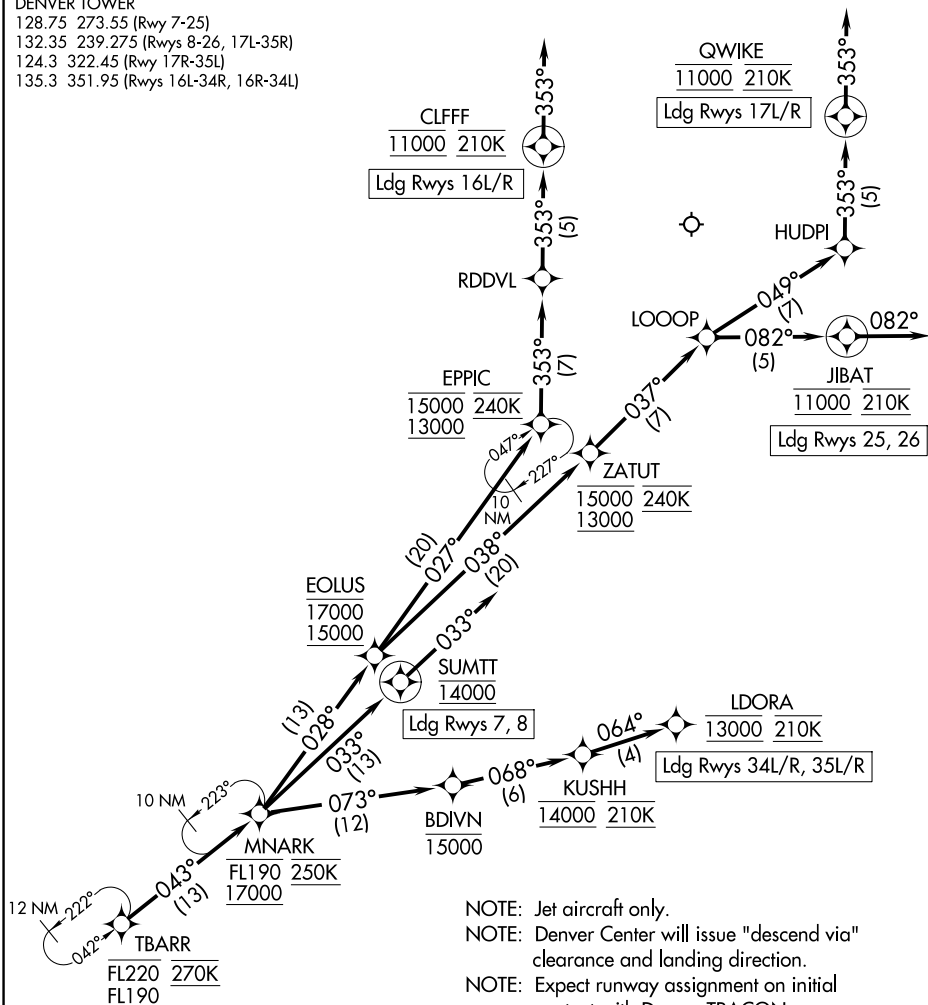 DENVER TOWER
128.75 273.55 (Rwy 7-25)
132.35 239.275 (Rwys 8-26, 17L-35R)
124.3 322.45 (Rwy 17R-35L)
135.3 351.95 (Rwys 16L-34R, 16R-34L)
353°
CLFFF
11000 210K
Ldg Rwys 16L/R
353°
(5)
RDDVL
353°
(7)
EPPIC
15000 240K
13000
047°
227°
10
NM
353°
QWIKE
11000 210K
Ldg Rwys 17L/R
353°
(5)
HUDPI
049°
(7)
LOOOP
082°
(5)
082°
JIBAT
11000 210K
Ldg Rwys 25, 26
037°
(7)
ZATUT
15000 240K
13000
(20)
027°
038°
(20)
EOLUS
17000
15000
033°
SUMTT
14000
Ldg Rwys 7, 8
(13)
028°
033°
(13)
LDORA
13000 210K
Ldg Rwys 34L/R, 35L/R
064°
(4)
KUSHH
14000 210K
068°
(6)
BDIVN
15000
073°
(12)
10 NM
223°
MNARK
FL190 250K
17000
043°
(13)
12 NM
222°
042°
TBARR
FL220 270K
FL190
NOTE: Jet aircraft only.
NOTE: Denver Center will issue "descend via"
clearance and landing direction.
NOTE: Expect runway assignment on initial